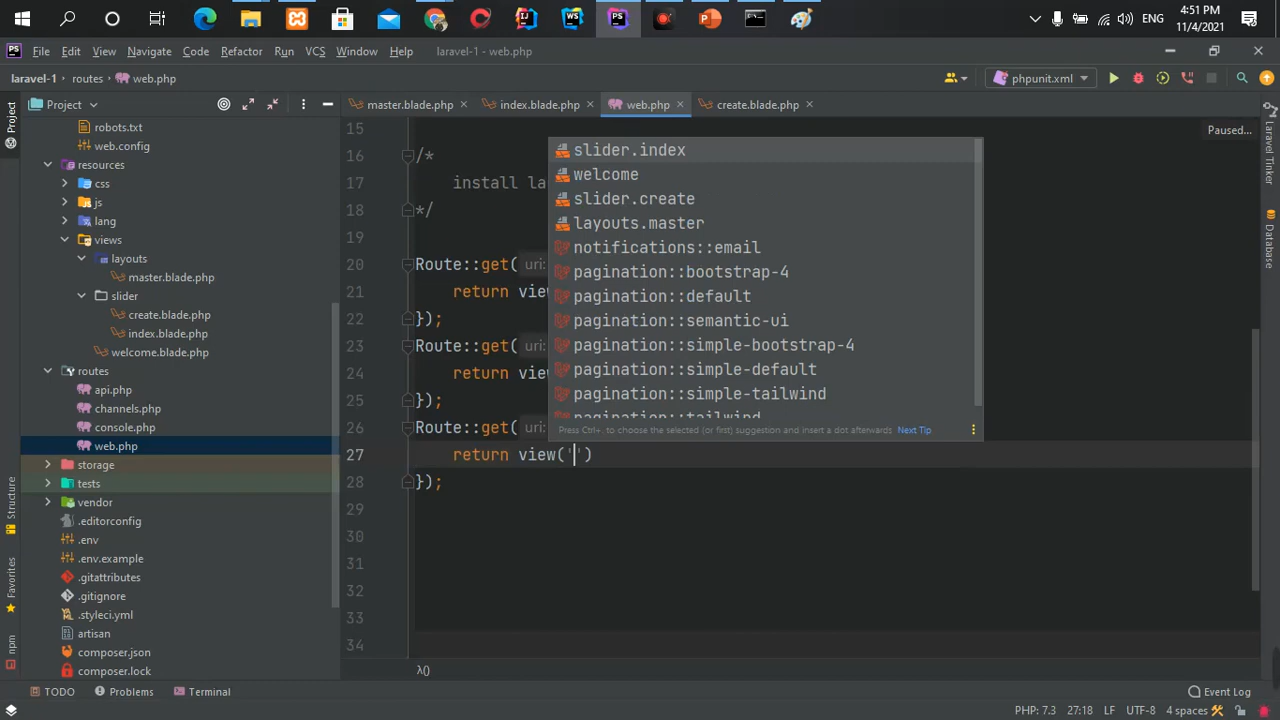 4:51 PM
ENG
11/4/2021
File Edit View Navigate Code Refactor Run VCS Window Help laravel-1 - web.php
laravel-1 routes web.php phpunit.xml
Project
master.blade.php index.blade.php web.php create.blade.php
Project
robots.txt
web.config
resources
css
js
lang
views
layouts
master.blade.php
slider
create.blade.php
index.blade.php
welcome.blade.php
routes
api.php
channels.php
console.php
web.php
storage
tests
vendor
.editorconfig
.env
.env.example
.gitattributes
.gitignore
.styleci.yml
artisan
composer.json
composer.lock
Structure
Favorites
npm
Paused...
15
16 /*
17 install la
18 */
19
20 Route::get( uri:
21 return view
22 });
23 Route::get( uri:
24 return view
25 });
26 Route::get( uri:
27 return view('')
28 });
29
30
31
32
33
34
slider.index
welcome
slider.create
layouts.master
notifications::email
pagination::bootstrap-4
pagination::default
pagination::semantic-ui
pagination::simple-bootstrap-4
pagination::simple-default
pagination::simple-tailwind
pagination::tailwind
Press Ctrl+. to choose the selected (or first) suggestion and insert a dot afterwards Next Tip
Laravel Tinker
Database
λ()
TODO Problems Terminal Event Log
PHP: 7.3 27:18 LF UTF-8 4 spaces